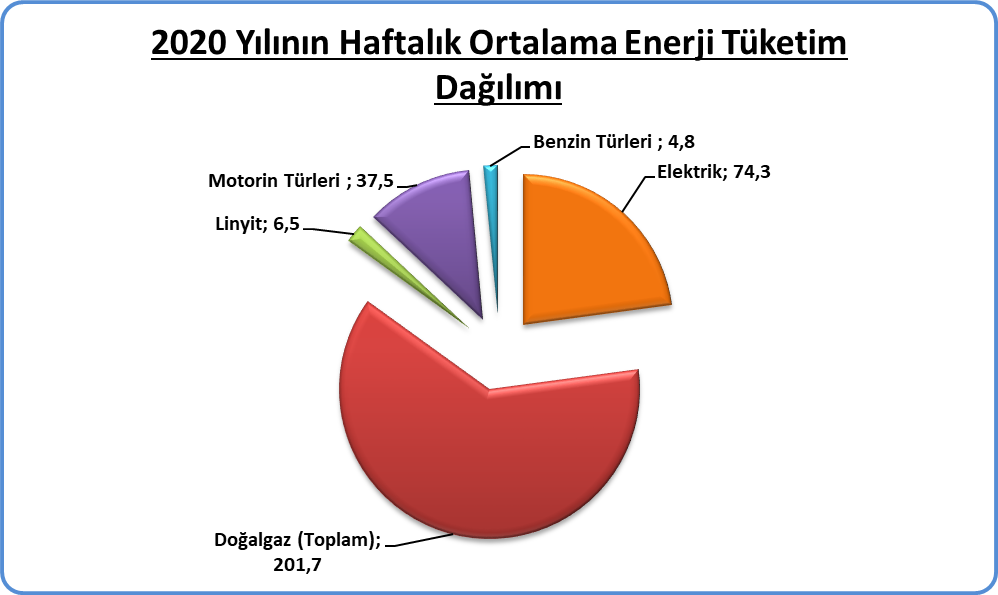 2020 Yılının Haftalık Ortalama Enerji Tüketim
Dağılımı
Benzin Türleri ; 4,8
Elektrik; 74,3
Motorin Türleri ; 37,5
Linyit; 6,5
Doğalgaz (Toplam);
201,7